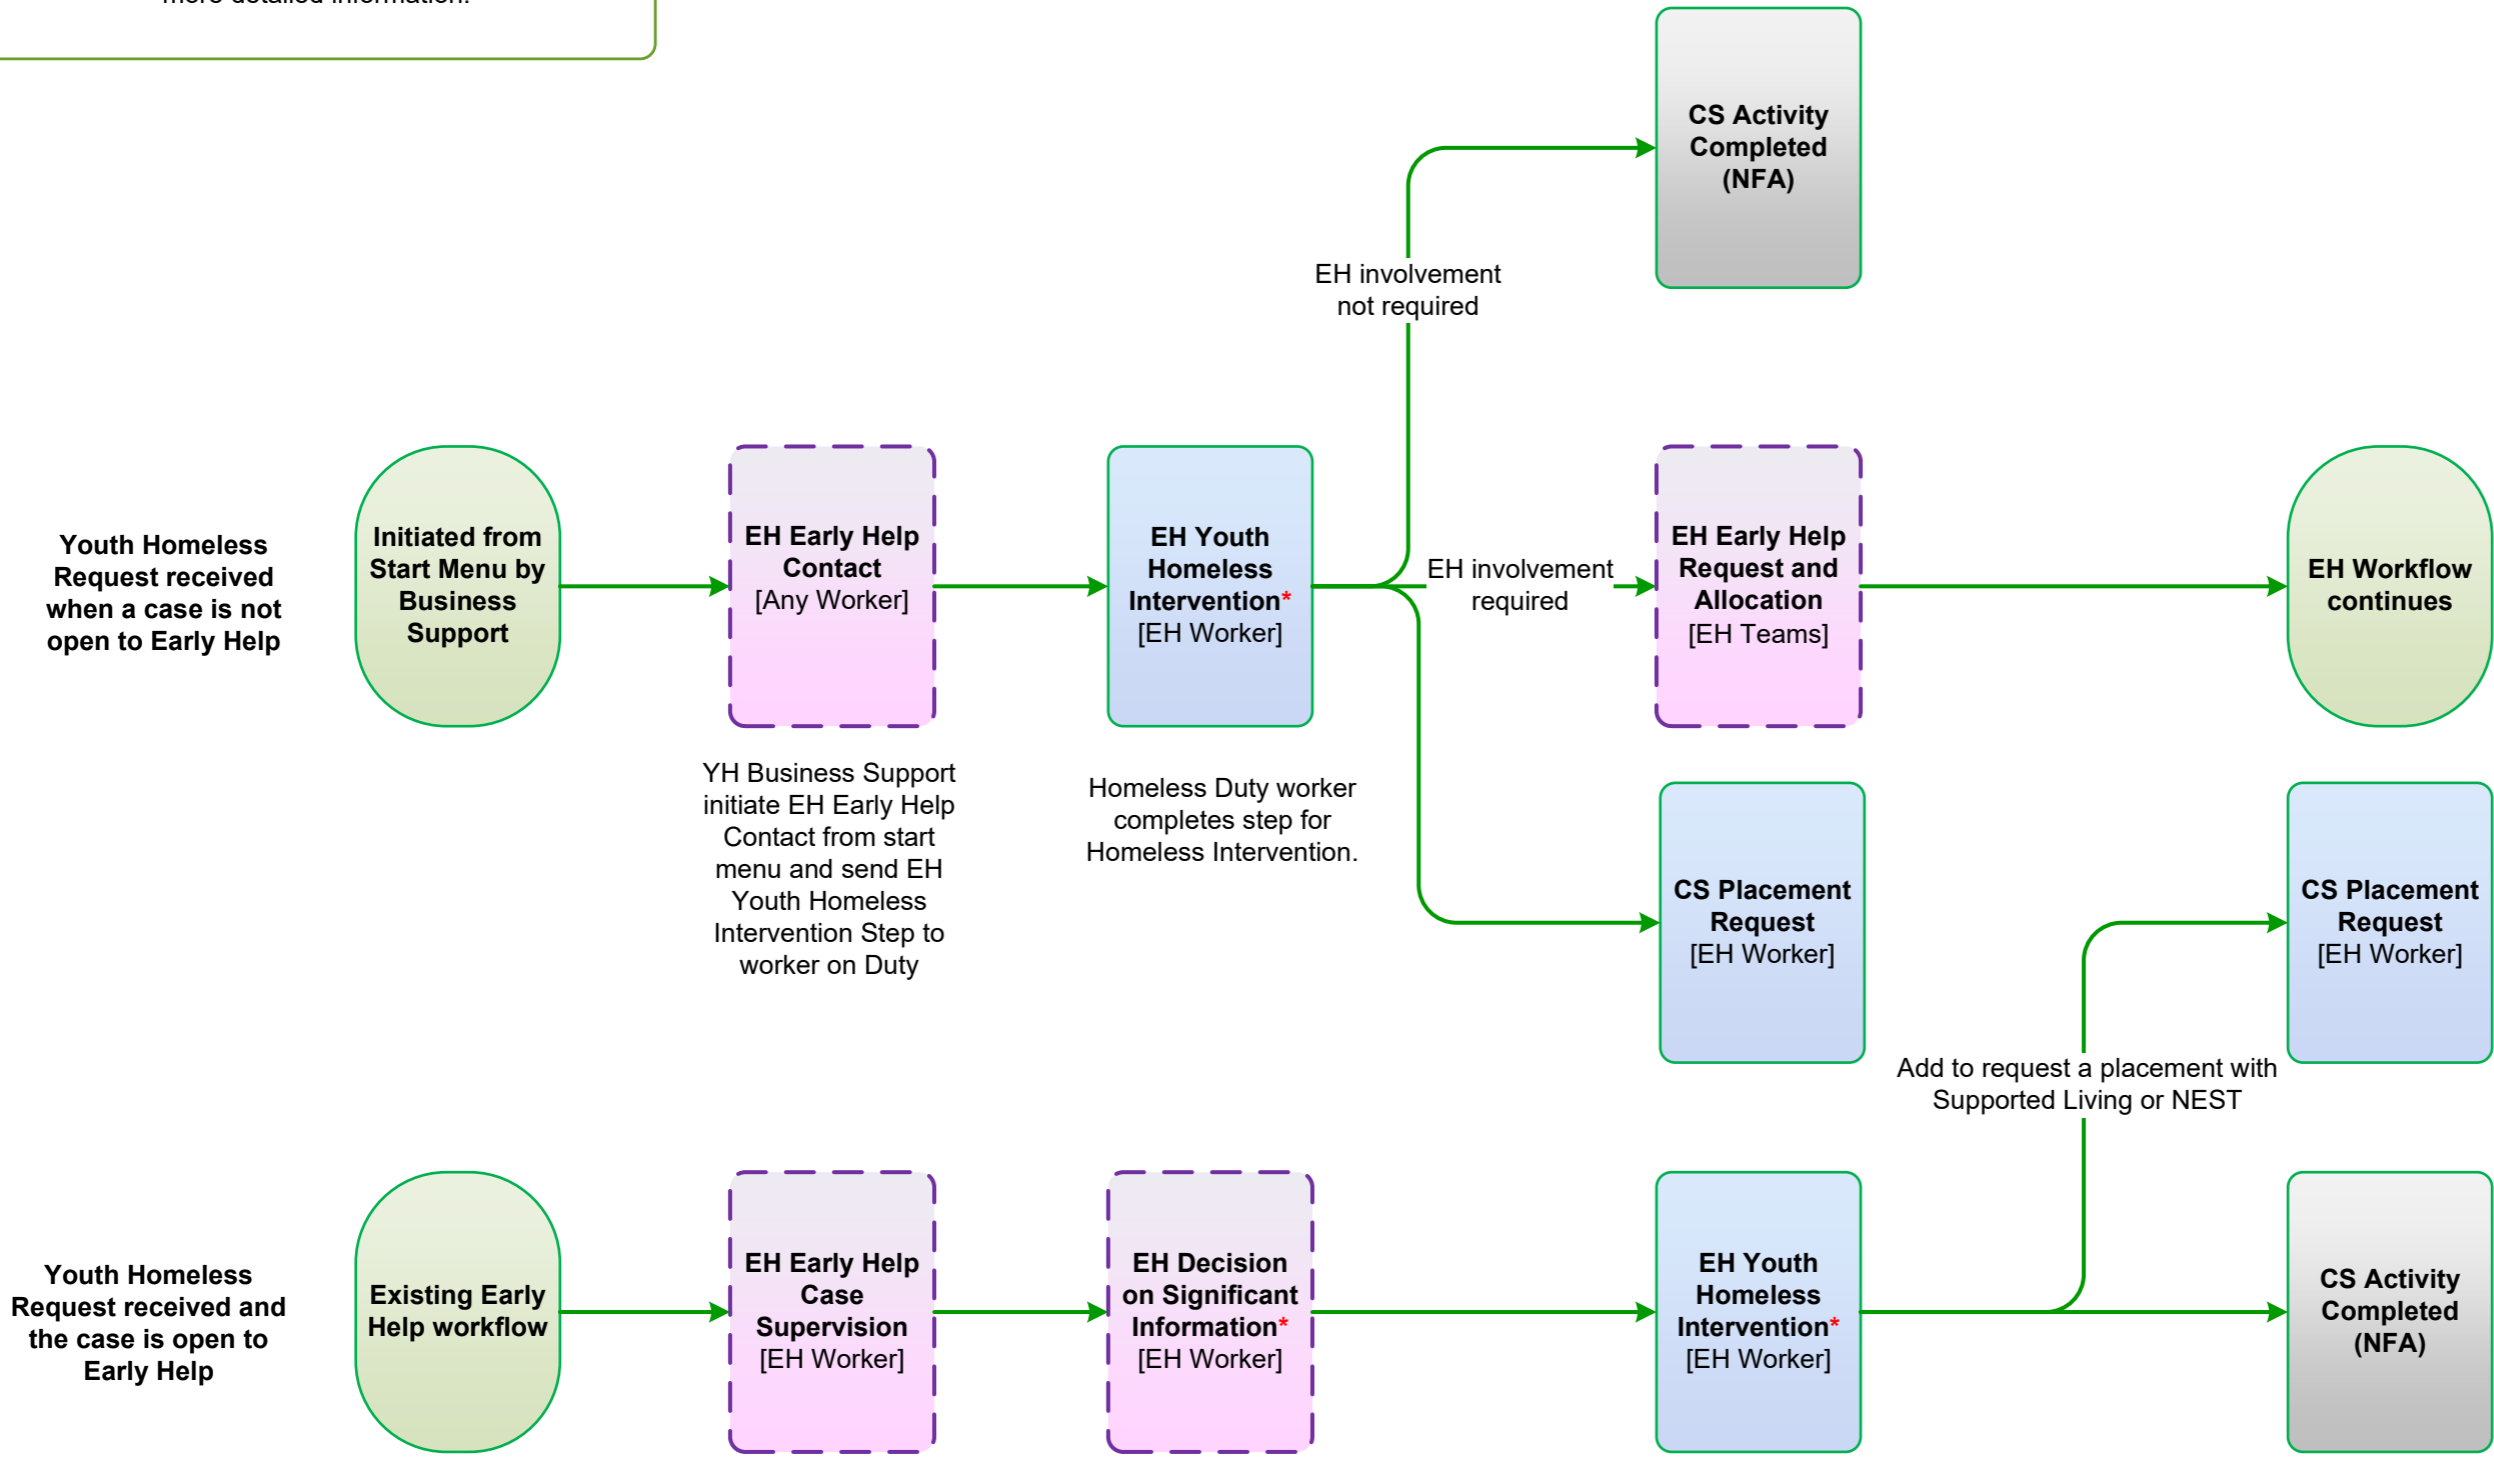 more detailed information.
CS Activity
Completed
(NFA)
EH involvement
not required
Youth Homeless
Request received
when a case is not
open to Early Help
Initiated from
Start Menu by
Business
Support
EH Early Help
Contact
[Any Worker]
EH Youth
Homeless
Intervention*
[EH Worker]
EH involvement
required
EH Early Help
Request and
Allocation
[EH Teams]
EH Workflow
continues
YH Business Support
initiate EH Early Help
Contact from start
menu and send EH
Youth Homeless
Intervention Step to
worker on Duty
Homeless Duty worker
completes step for
Homeless Intervention.
CS Placement
Request
[EH Worker]
CS Placement
Request
[EH Worker]
Add to request a placement with
Supported Living or NEST
Youth Homeless
Request received and
the case is open to
Early Help
Existing Early
Help workflow
EH Early Help
Case
Supervision
[EH Worker]
EH Decision
on Significant
Information*
[EH Worker]
EH Youth
Homeless
Intervention*
[EH Worker]
CS Activity
Completed
(NFA)